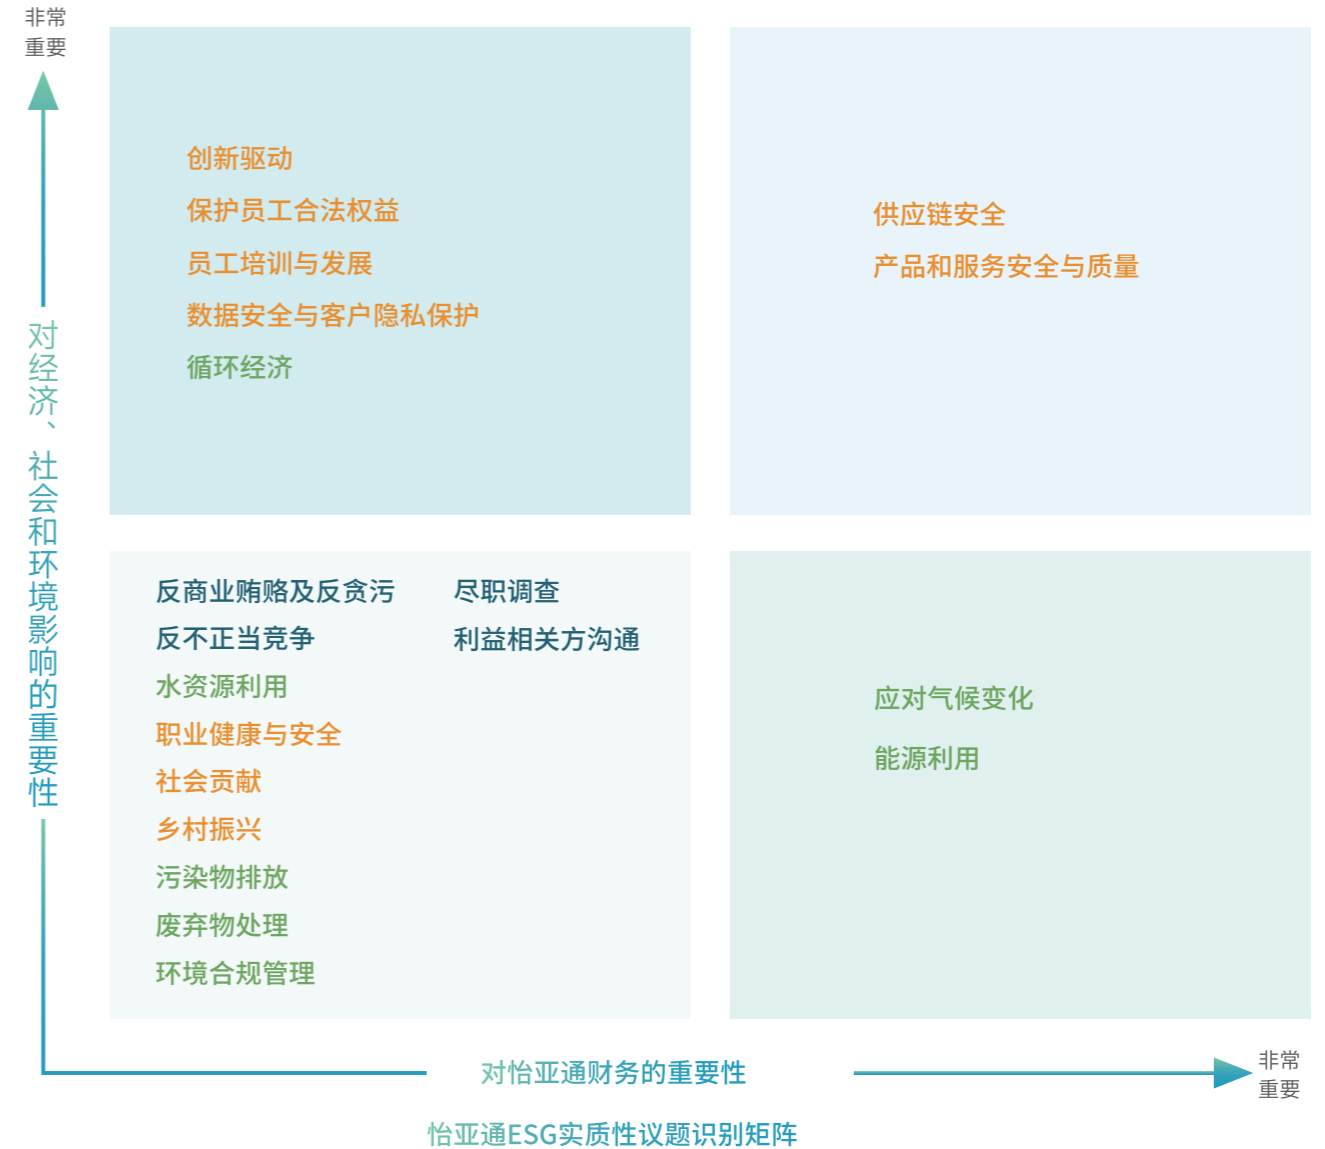 非常
重要
对经济、社会和环境影响的重要性
创新驱动
保护员工合法权益
员工培训与发展
数据安全与客户隐私保护
循环经济
供应链安全
产品和服务安全与质量
反商业贿赂及反贪污
反不正当竞争
水资源利用
职业健康与安全
社会贡献
乡村振兴
污染物排放
废弃物处理
环境合规管理
尽职调查
利益相关方沟通
应对气候变化
能源利用
对怡亚通财务的重要性
非常
重要
怡亚通ESG实质性议题识别矩阵